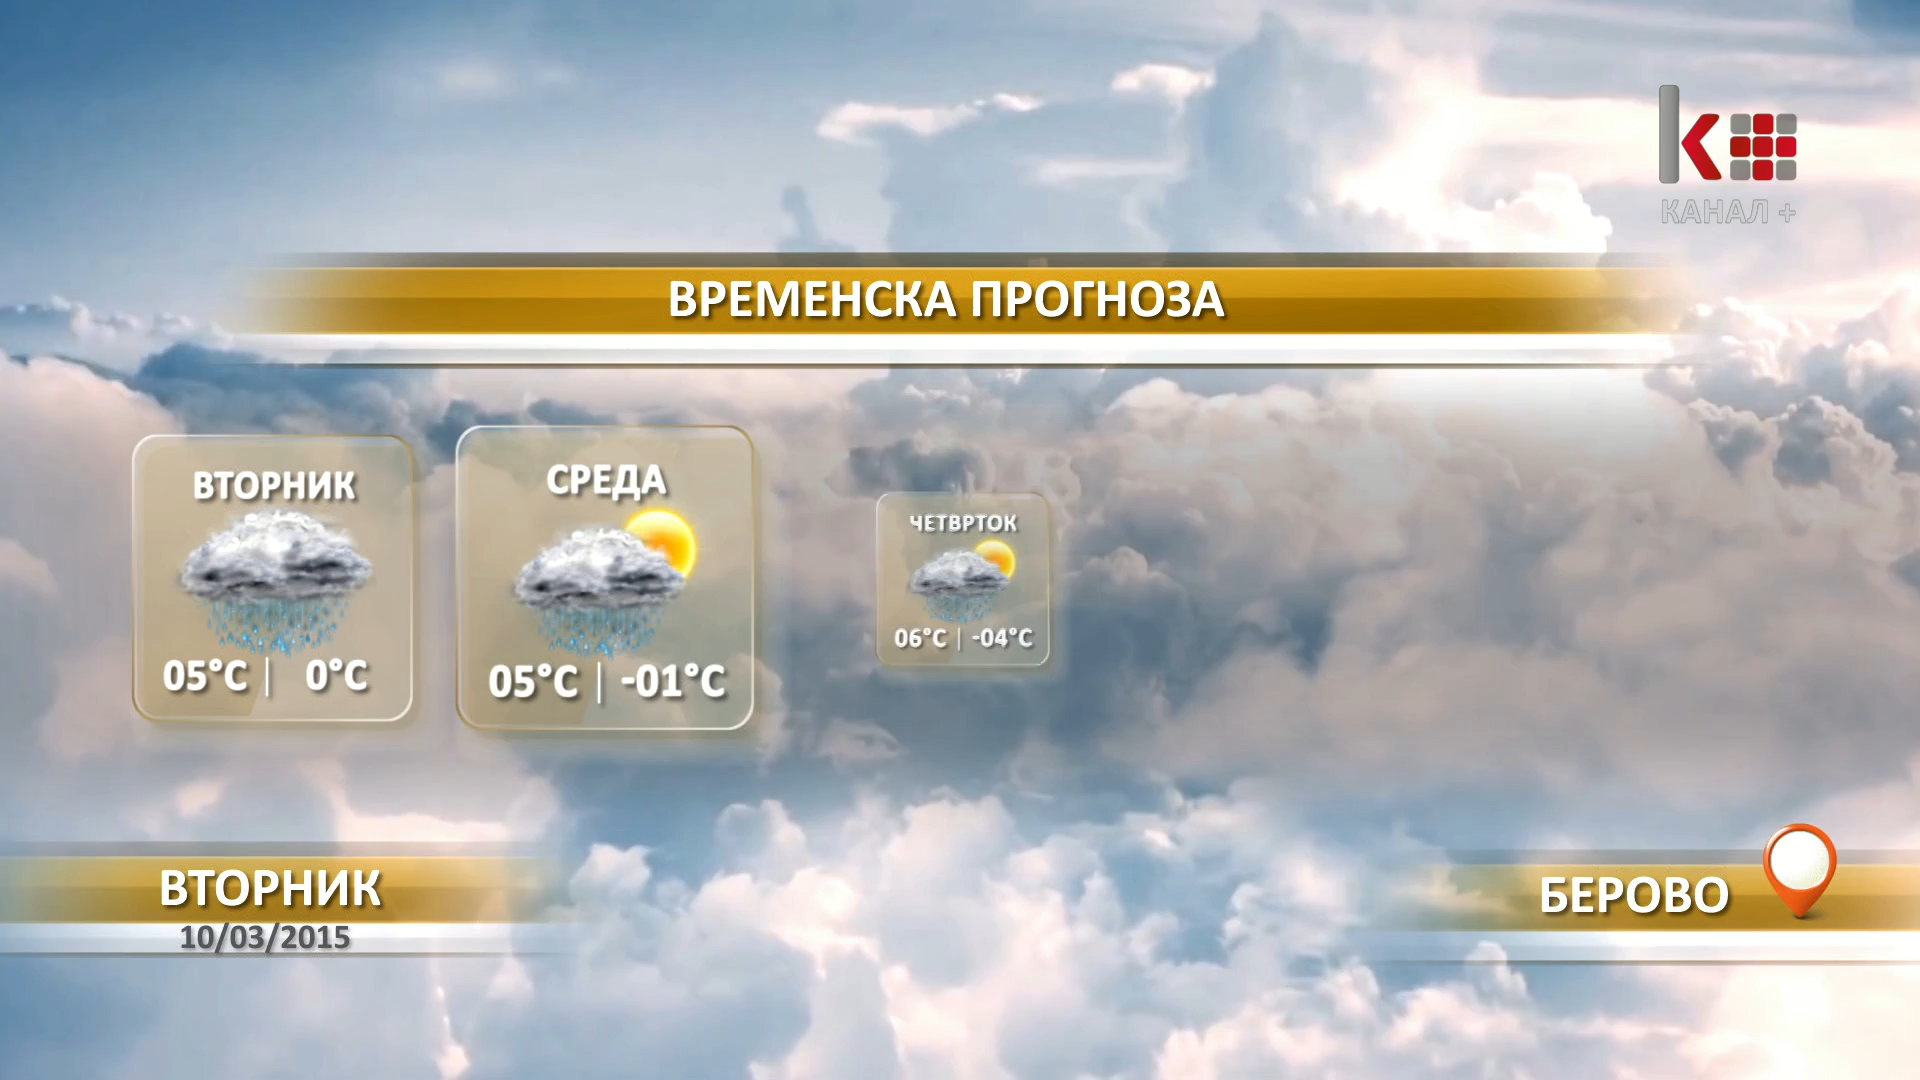 КАНАЛ +
ВРЕМЕНСКА ПРОГНОЗА
ВТОРНИК
05°C | 0°C
СРЕДА
05°C | -01°C
ЧЕТВРТОК
06°C | -04°C
ВТОРНИК
10/03/2015
БЕРОВО